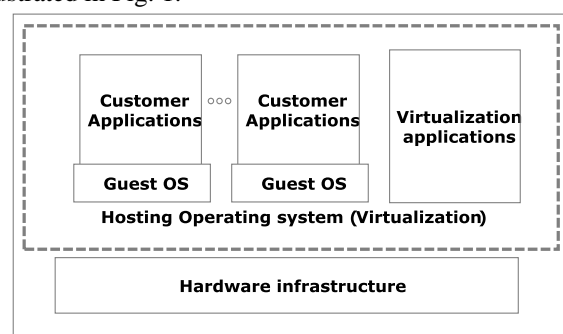 ustrated in Fig. 1.
Customer
Applications
Customer
Applications
Virtualization
applications
Guest OS
Guest OS
Hosting Operating system (Virtualization)
Hardware infrastructure